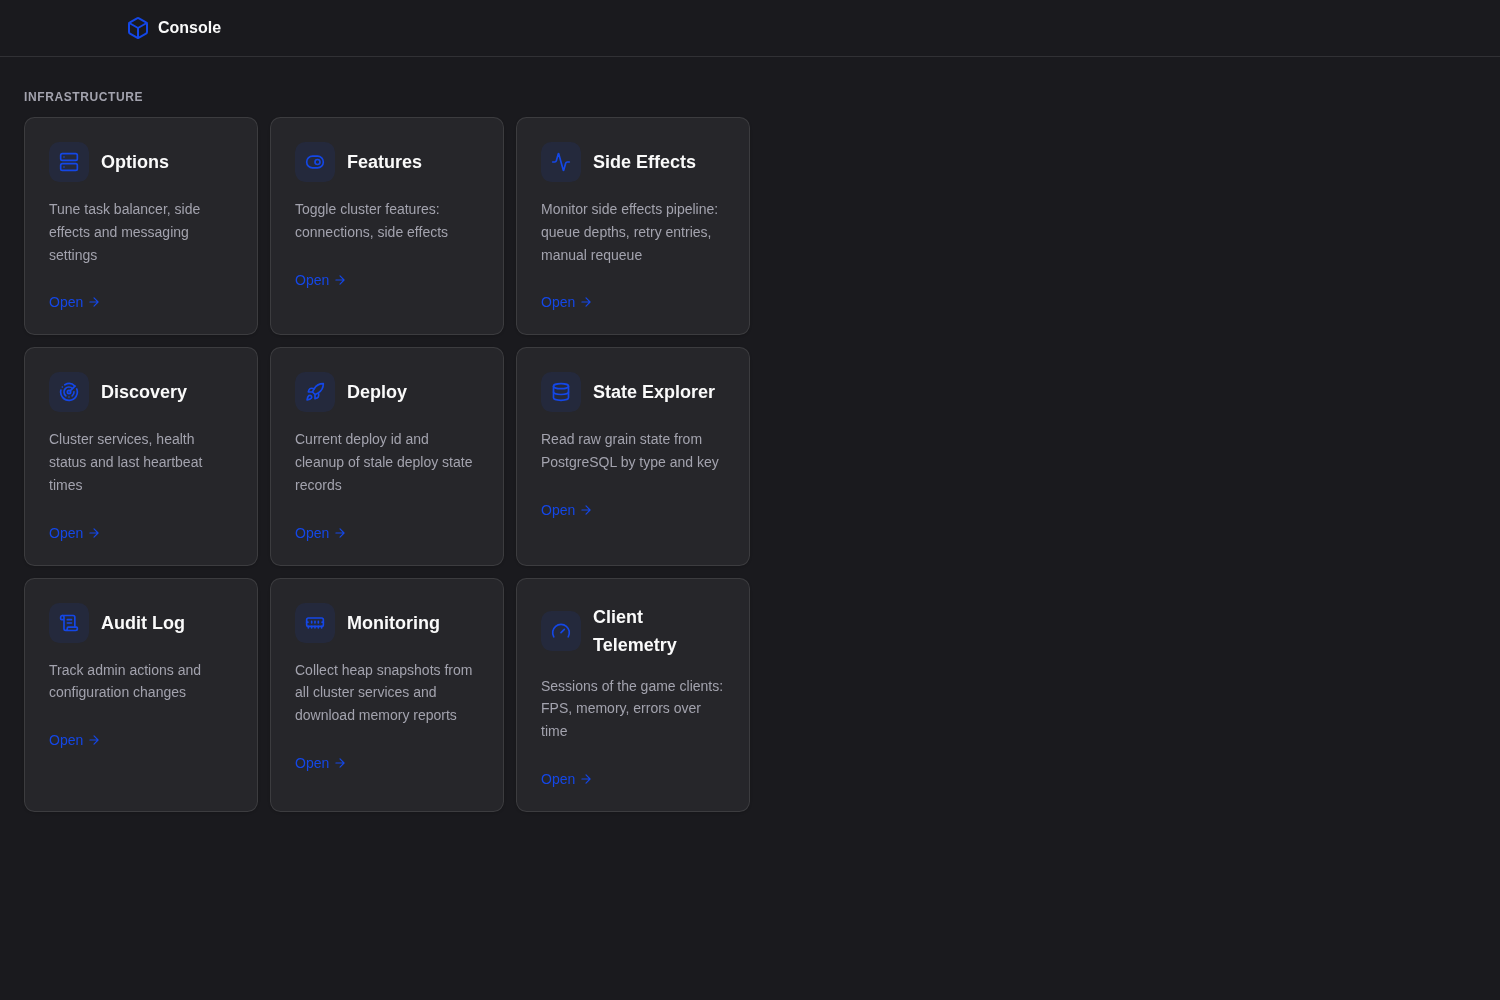 Console
INFRASTRUCTURE
Options
Tune task balancer, side
effects and messaging
settings
Open
Features
Toggle cluster features:
connections, side effects
Open
Side Effects
Monitor side effects pipeline:
queue depths, retry entries,
manual requeue
Open
Discovery
Cluster services, health
status and last heartbeat
times
Open
Deploy
Current deploy id and
cleanup of stale deploy state
records
Open
State Explorer
Read raw grain state from
PostgreSQL by type and key
Open
Audit Log
Track admin actions and
configuration changes
Open
Monitoring
Collect heap snapshots from
all cluster services and
download memory reports
Open
Client
Telemetry
Sessions of the game clients:
FPS, memory, errors over
time
Open